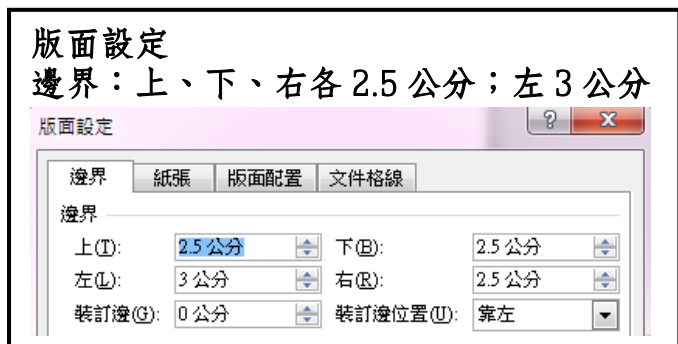 版面設定
邊界：上、下、右各 2.5 公分；左 3 公分
版面設定
邊界 紙張 版面配置 文件格線
邊界
上(T): 2.5 公分 下(B): 2.5 公分
左(L): 3 公分 右(R): 2.5 公分
裝訂邊(G): 0 公分 裝訂邊位置(U): 靠左